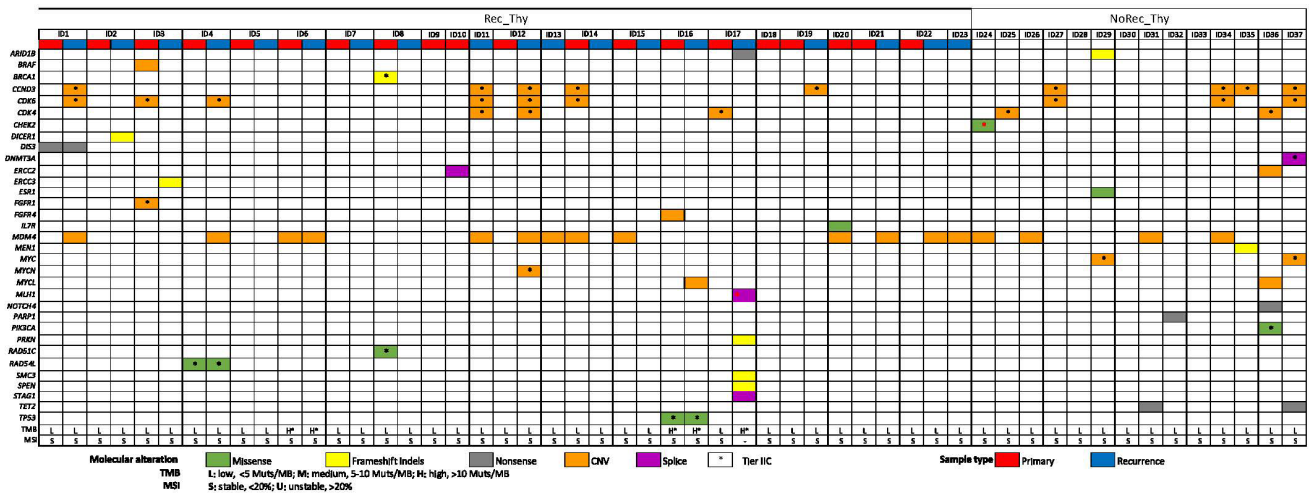 Rec_Thy NoRec_Thy
ID1 ID2 ID3 ID4 ID5 ID6 ID7 ID8 ID9 ID10 ID11 ID12 ID13 ID14 ID15 ID16 ID17 ID18 ID19 ID20 ID21 ID22 ID23 ID24 ID25 ID26 ID27 ID28 ID29 ID30 ID31 ID32 ID33 ID34 ID35 ID36 ID37
ARID1B
BRAF
BRCA1 *
CCND3 * * * * * * * * *
CDK6 * * * * * * * * *
CDK4 * * * * *
CHEK2 *
DICER1
DIS3
DNMT3A *
ERCC2
ERCC3
ESR1
FGFR1 *
FGFR4
IL7R
MDM4
MEN1
MYC * *
MYCN *
MYCL
MLH1
NOTCH4
PARP1
PIK3CA *
PRKN
RAD51C *
RAD54L * *
SMC3
SPEN
STAG1
TET2
TP53 * *
TMB L L L L L L L L L L H* H* L L L L L L L L L L L L L L H* H* L H* L L L L L L L L L L L L L L L L L L L L L L L
MSI S S S S S S S S S S S S S S S S S S S S S S S S S S S S S - S S S S S S S S S S S S S S S S S S S S S S S
Molecular alteration Missense Frameshift Indels Nonsense CNV Splice * Tier IIC Sample type Primary Recurrence
TMB L: low, <5 Muts/MB; M: medium, 5-10 Muts/MB; H: high, >10 Muts/MB
MSI S: stable, <20%; U: unstable, >20%